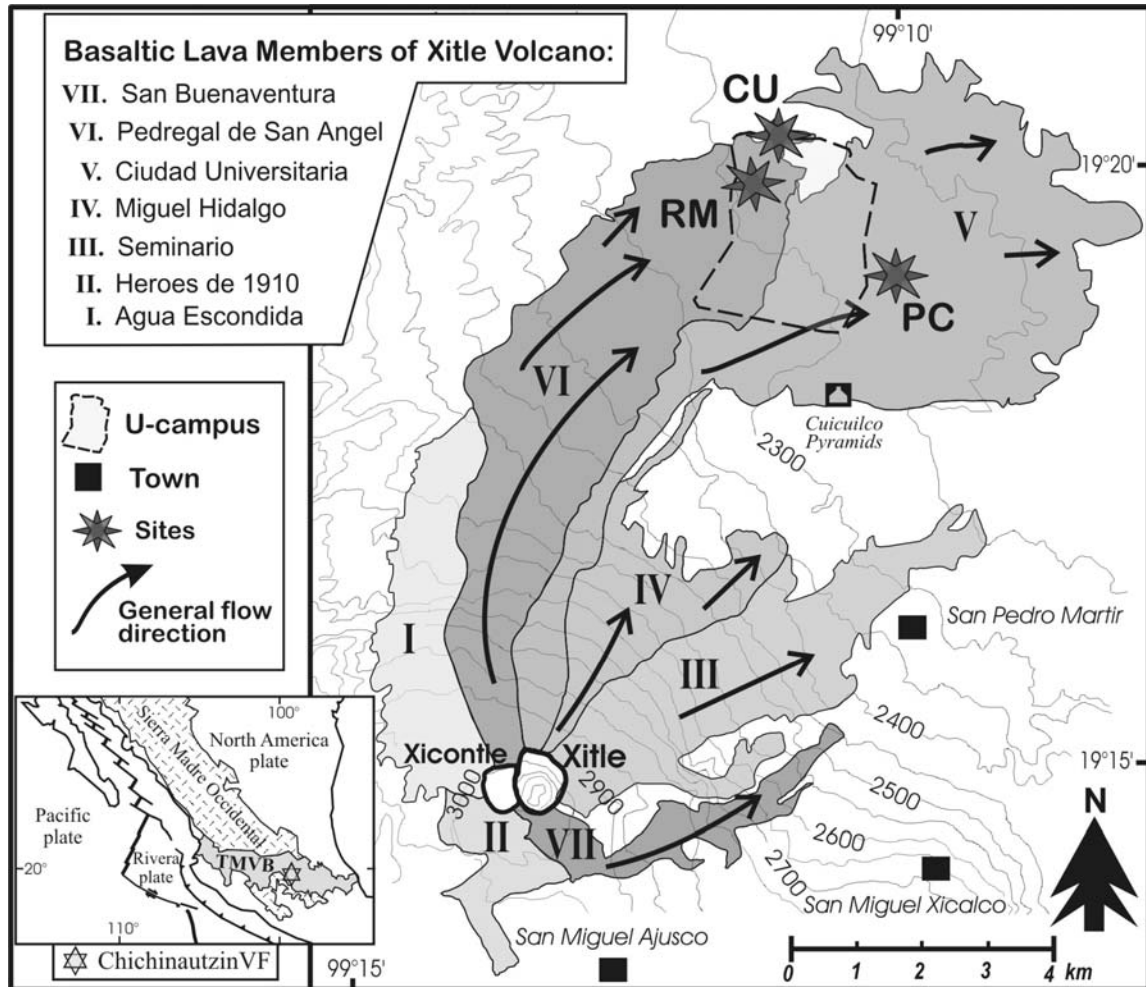 Basaltic Lava Members of Xitle Volcano:
VII. San Buenaventura
VI. Pedregal de San Angel
V. Ciudad Universitaria
IV. Miguel Hidalgo
III. Seminario
II. Heroes de 1910
I. Agua Escondida
U-campus
Town
Sites
General flow
direction
99°10'
CU
19°20'
RM
V
PC
VI
Cuicuilco
Pyramids
2300
IV
San Pedro Martir
I
III
2400
Xicontle
Xitle
19°15'
3000
2900
2500
N
II
VII
2600
2700
San Miguel Xicalco
San Miguel Ajusco
99°15'
0 1 2 3 4 km
100°
Sierra Madre Occidental
North America
plate
Pacific
plate
Rivera
plate
TMVB
20°
110°
ChichinautzinVF